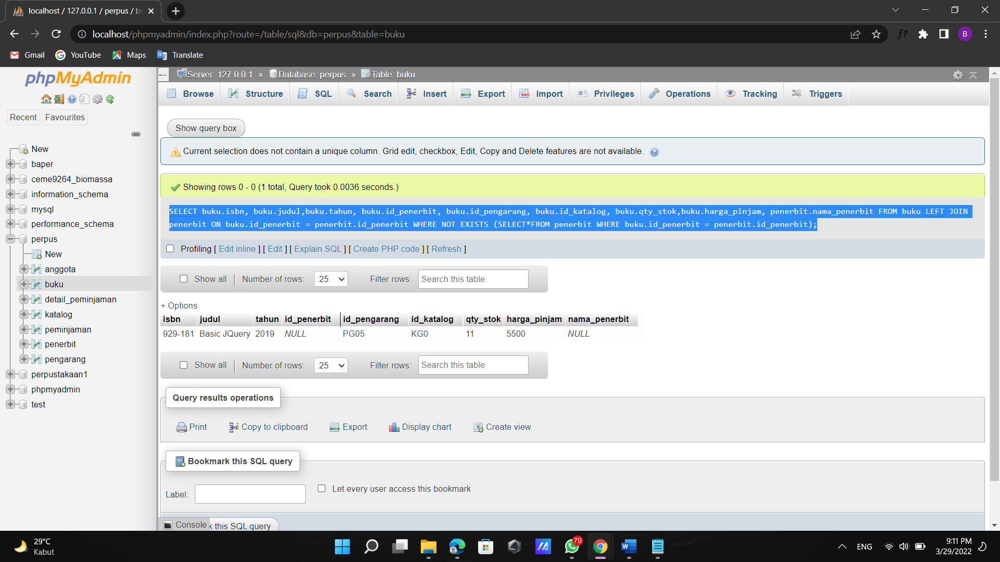 localhost / 127.0.0.1 / perpus / bu
localhost/phpmyadmin/index.php?route=/table/sql&db=perpus&table=buku
f?
B
Gmail
YouTube
Maps
Translate
phpMyAdmin
Recent
Favourites
New
baper
ceme9264_biomassa
information_schema
mysql
performance_schema
perpus
New
anggota
buku
detail_peminjaman
katalog
peminjaman
penerbit
pengarang
perpustakaan1
phpmyadmin
test
Server: 127.0.0.1 » Database: perpus » Table: buku
Browse Structure SQL Search Insert Export Import Privileges Operations Tracking Triggers
Show query box
Current selection does not contain a unique column. Grid edit, checkbox, Edit, Copy and Delete features are not available.
Showing rows 0 - 0 (1 total, Query took 0.0036 seconds.)
SELECT buku.isbn, buku.judul,buku.tahun, buku.id_penerbit, buku.id_pengarang, buku.id_katalog, buku.qty_stok,buku.harga_pinjam, penerbit.nama_penerbit FROM buku LEFT JOIN
penerbit ON buku.id_penerbit = penerbit.id_penerbit WHERE NOT EXISTS (SELECT*FROM penerbit WHERE buku.id_penerbit = penerbit.id_penerbit);
Profiling [ Edit inline ] [ Edit ] [ Explain SQL ] [ Create PHP code ] [ Refresh ]
Show all Number of rows: 25 Filter rows: Search this table
+ Options
isbn judul tahun id_penerbit id_pengarang id_katalog qty_stok harga_pinjam nama_penerbit
929-181 Basic JQuery 2019 NULL PG05 KG0 11 5500 NULL
Show all Number of rows: 25 Filter rows: Search this table
Query results operations
Print Copy to clipboard Export Display chart Create view
Bookmark this SQL query
Label:
Let every user access this bookmark
Console
k this SQL query
29°C
Kabut
79
W
ENG
9:11 PM
3/29/2022